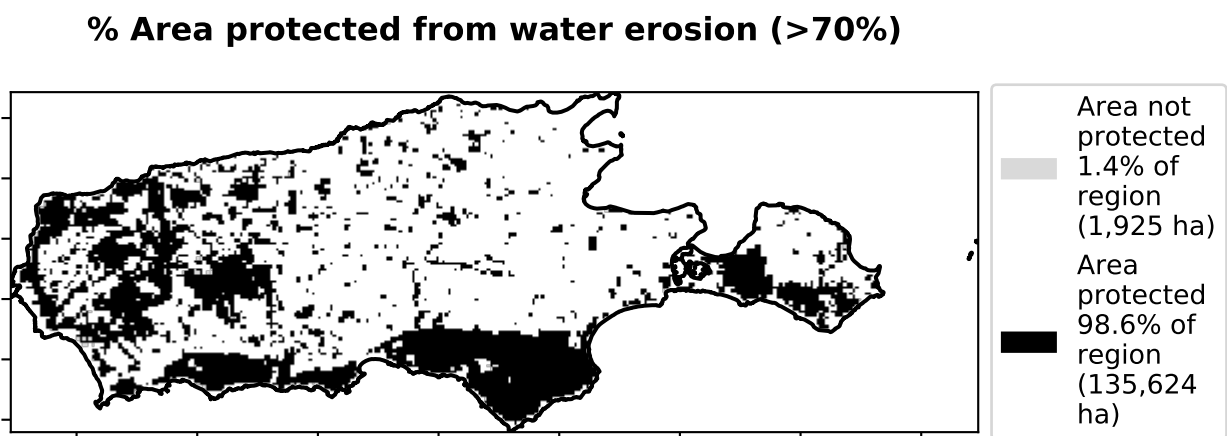 % Area protected from water erosion (>70%)
Area not
protected
1.4% of
region
(1,925 ha)
Area
protected
98.6% of
region
(135,624
ha)